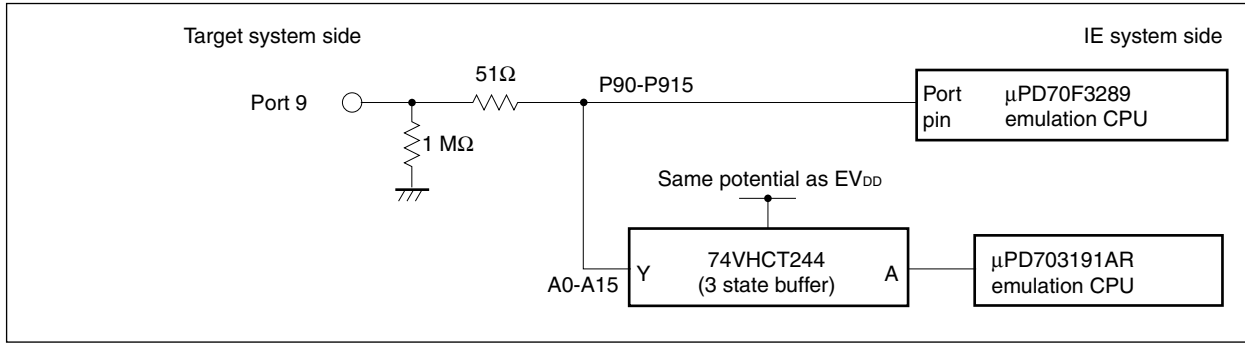 Target system side
IE system side
51Ω
P90-P915
Port 9
Port pin
μPD70F3289
emulation CPU
1 MΩ
Same potential as EVDD
A0-A15
Y
74VHCT244
(3 state buffer)
A
μPD703191AR
emulation CPU